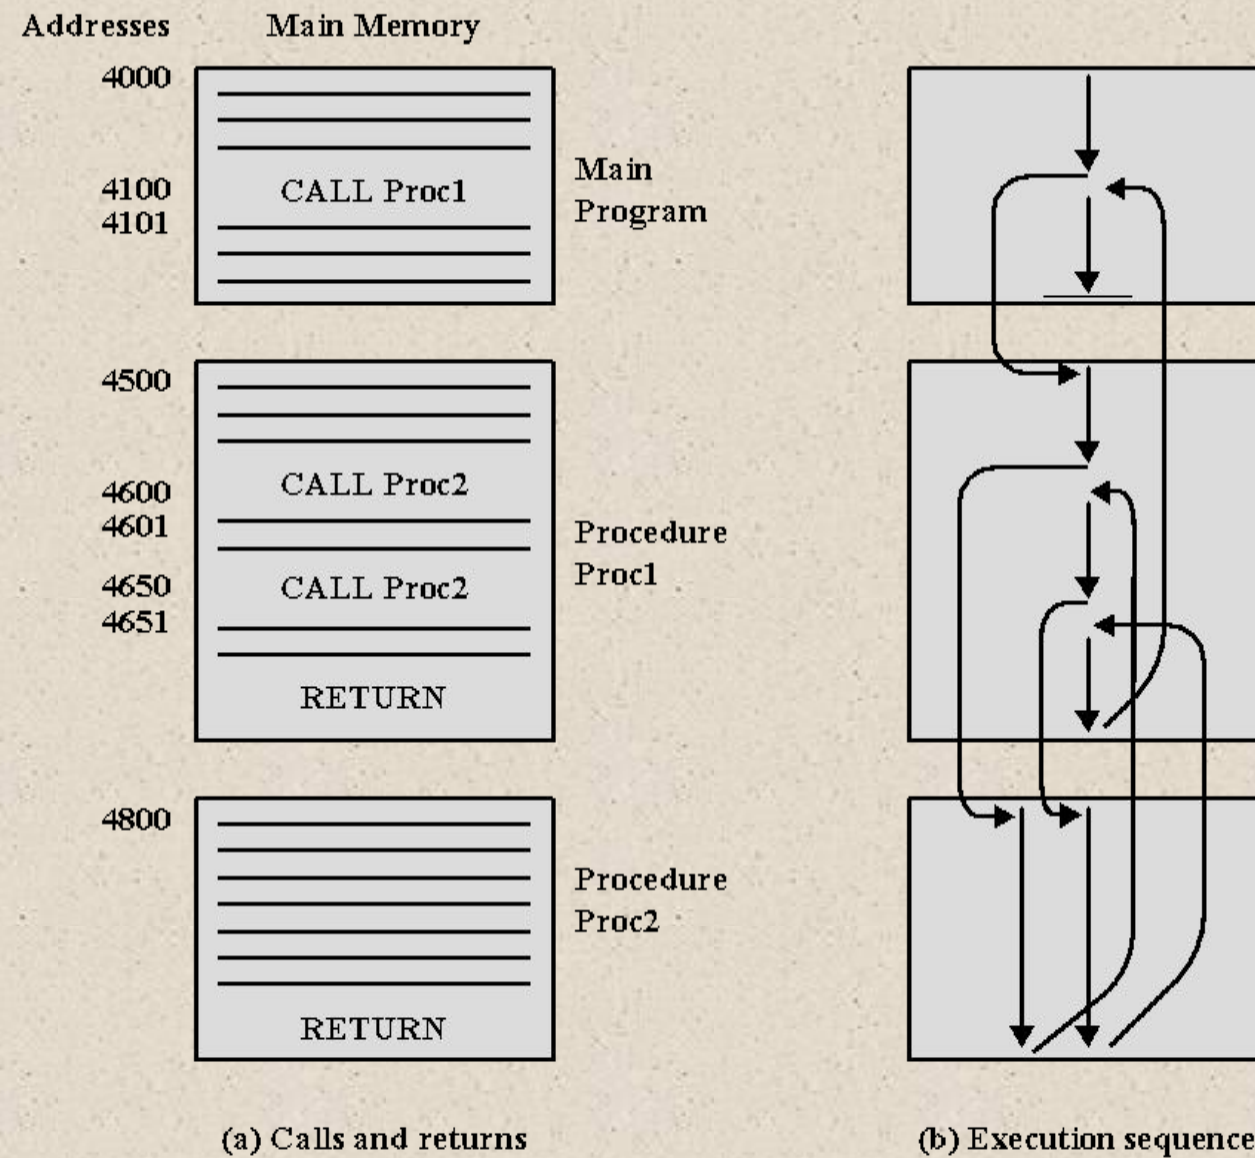 Addresses Main Memory
4000
4100 CALL Proc1
4101
Main
Program
4500
4600 CALL Proc2
4601
4650 CALL Proc2
4651
RETURN
Procedure
Proc1
4800
RETURN
Procedure
Proc2
(a) Calls and returns
(b) Execution sequence